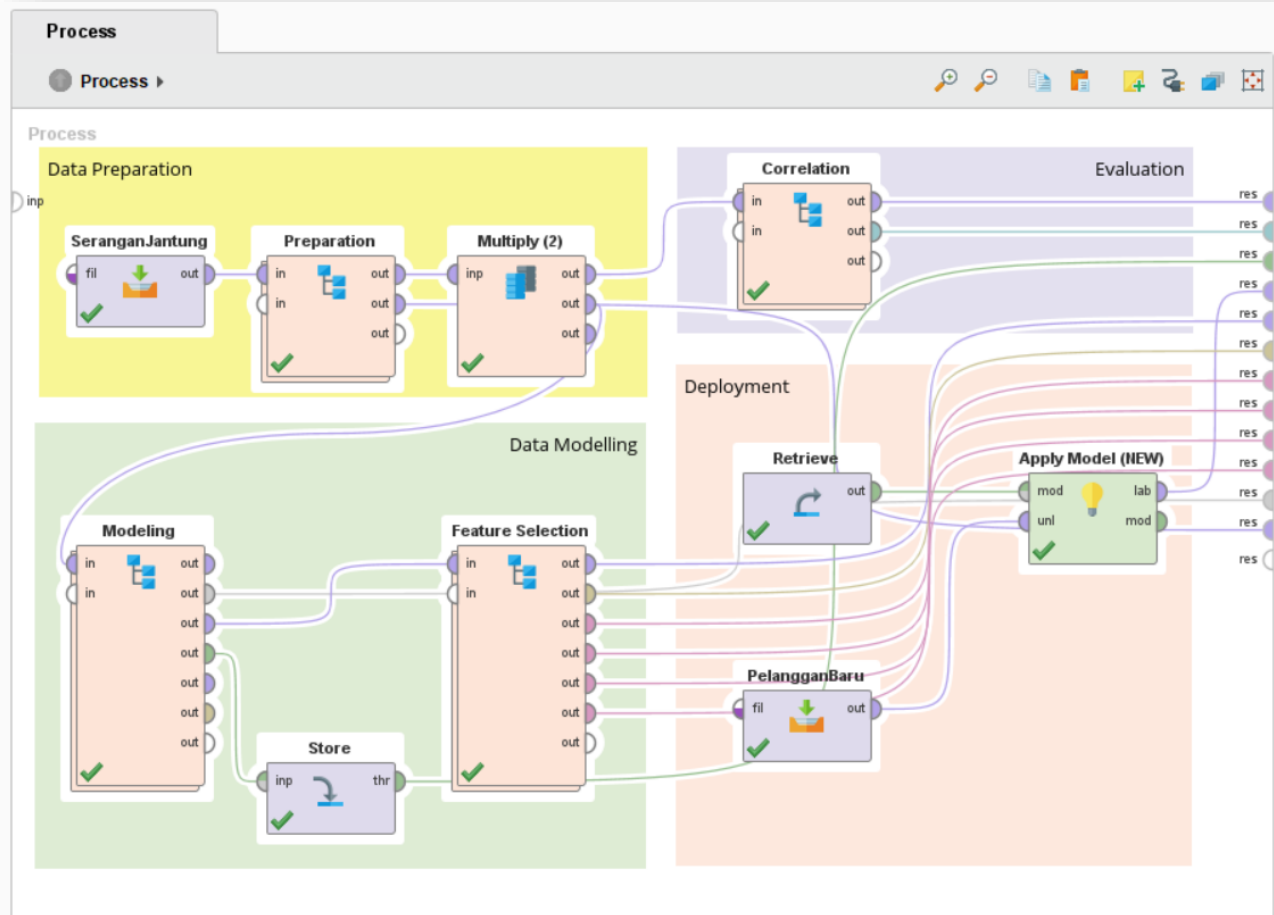 Process
Process
Process
inp
Data Preparation
SeranganJantung
fil out
Preparation
in out
in out
out
Multiply (2)
inp out
out
out
Evaluation
Correlation
in out
in out
out
Data Modelling
Modeling
in out
in out
out
out
out
out
out
Feature Selection
in out
in out
out
out
out
out
out
Store
inp thr
Deployment
Retrieve
out
Apply Model (NEW)
mod lab
unl mod
PelangganBaru
fil out
res
res
res
res
res
res
res
res
res
res
res
res
res